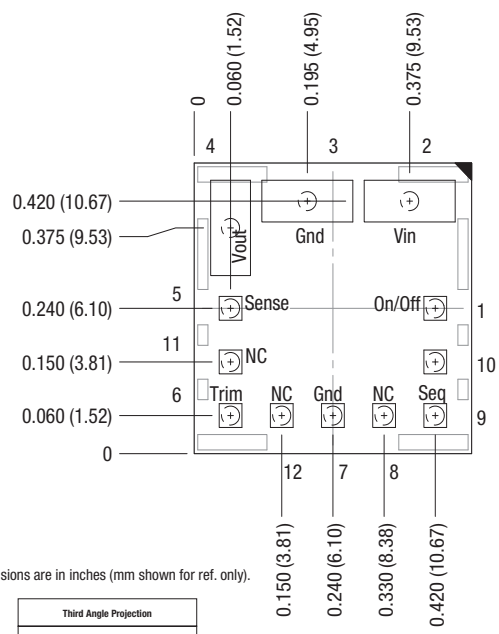 0
0.060 (1.52)
0.195 (4.95)
0.375 (9.53)
4
3
2
0.420 (10.67)
0.375 (9.53)
Vout
Gnd
Vin
5
0.240 (6.10)
Sense
On/Off
1
11
0.150 (3.81)
NC
10
6
0.060 (1.52)
Trim
NC
Gnd
NC
Seq
9
0
12
7
8
0.150 (3.81)
0.240 (6.10)
0.330 (8.38)
0.420 (10.67)
sions are in inches (mm shown for ref. only).
Third Angle Projection